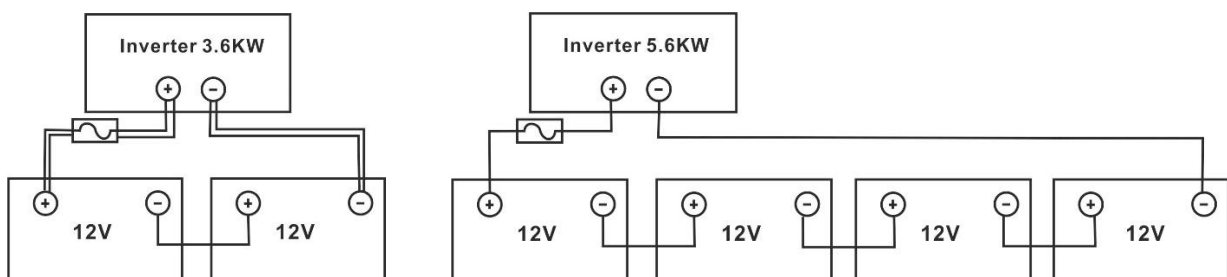 Inverter 3.6KW
+ −
+ − + −
12V 12V
Inverter 5.6KW
+ −
+ − + − + − + −
12V 12V 12V 12V